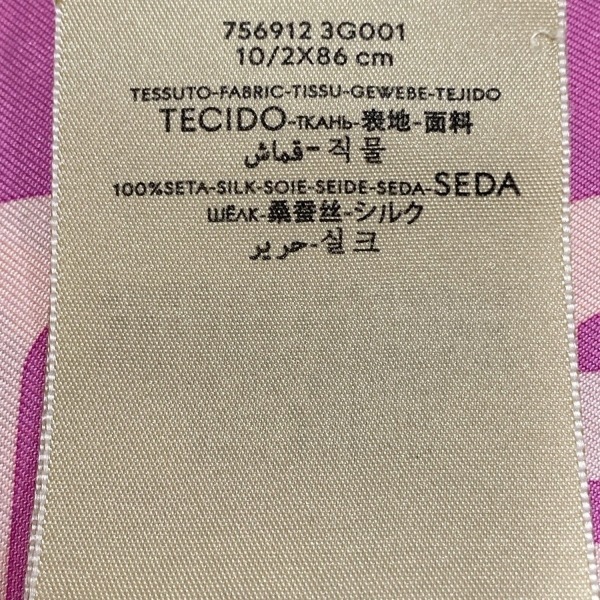 756912 3G001
10/2X86 cm
TESSUTO-FABRIC-TISSU-GEWEBE-TEJIDO
TECIDO-ТКАНЬ-表地-面料
قماش-직물
100%SETA-SILK-SOIE-SEIDE-SEDA-SEDA
ШЁЛК-桑蚕丝-シルク
حرير-실크